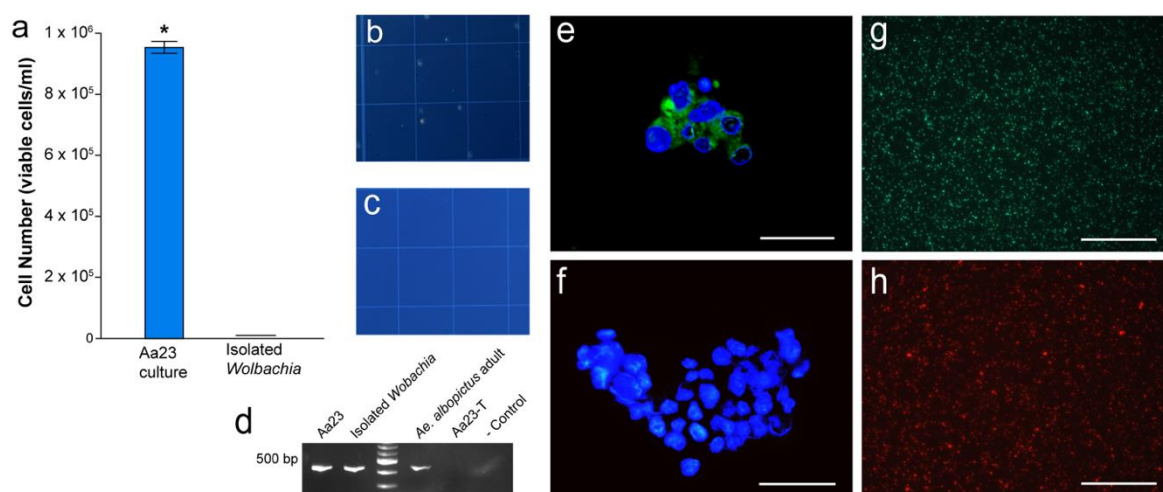 a
Cell Number (viable cells/ml)
1 x 10⁶
8 x 10⁵
6 x 10⁵
4 x 10⁵
2 x 10⁵
0
*
Aa23
culture
Isolated
Wolbachia
b
c
d
Aa23
Isolated Wobachia
Ae. albopictus adult
Aa23-T
- Control
500 bp
e
f
g
h